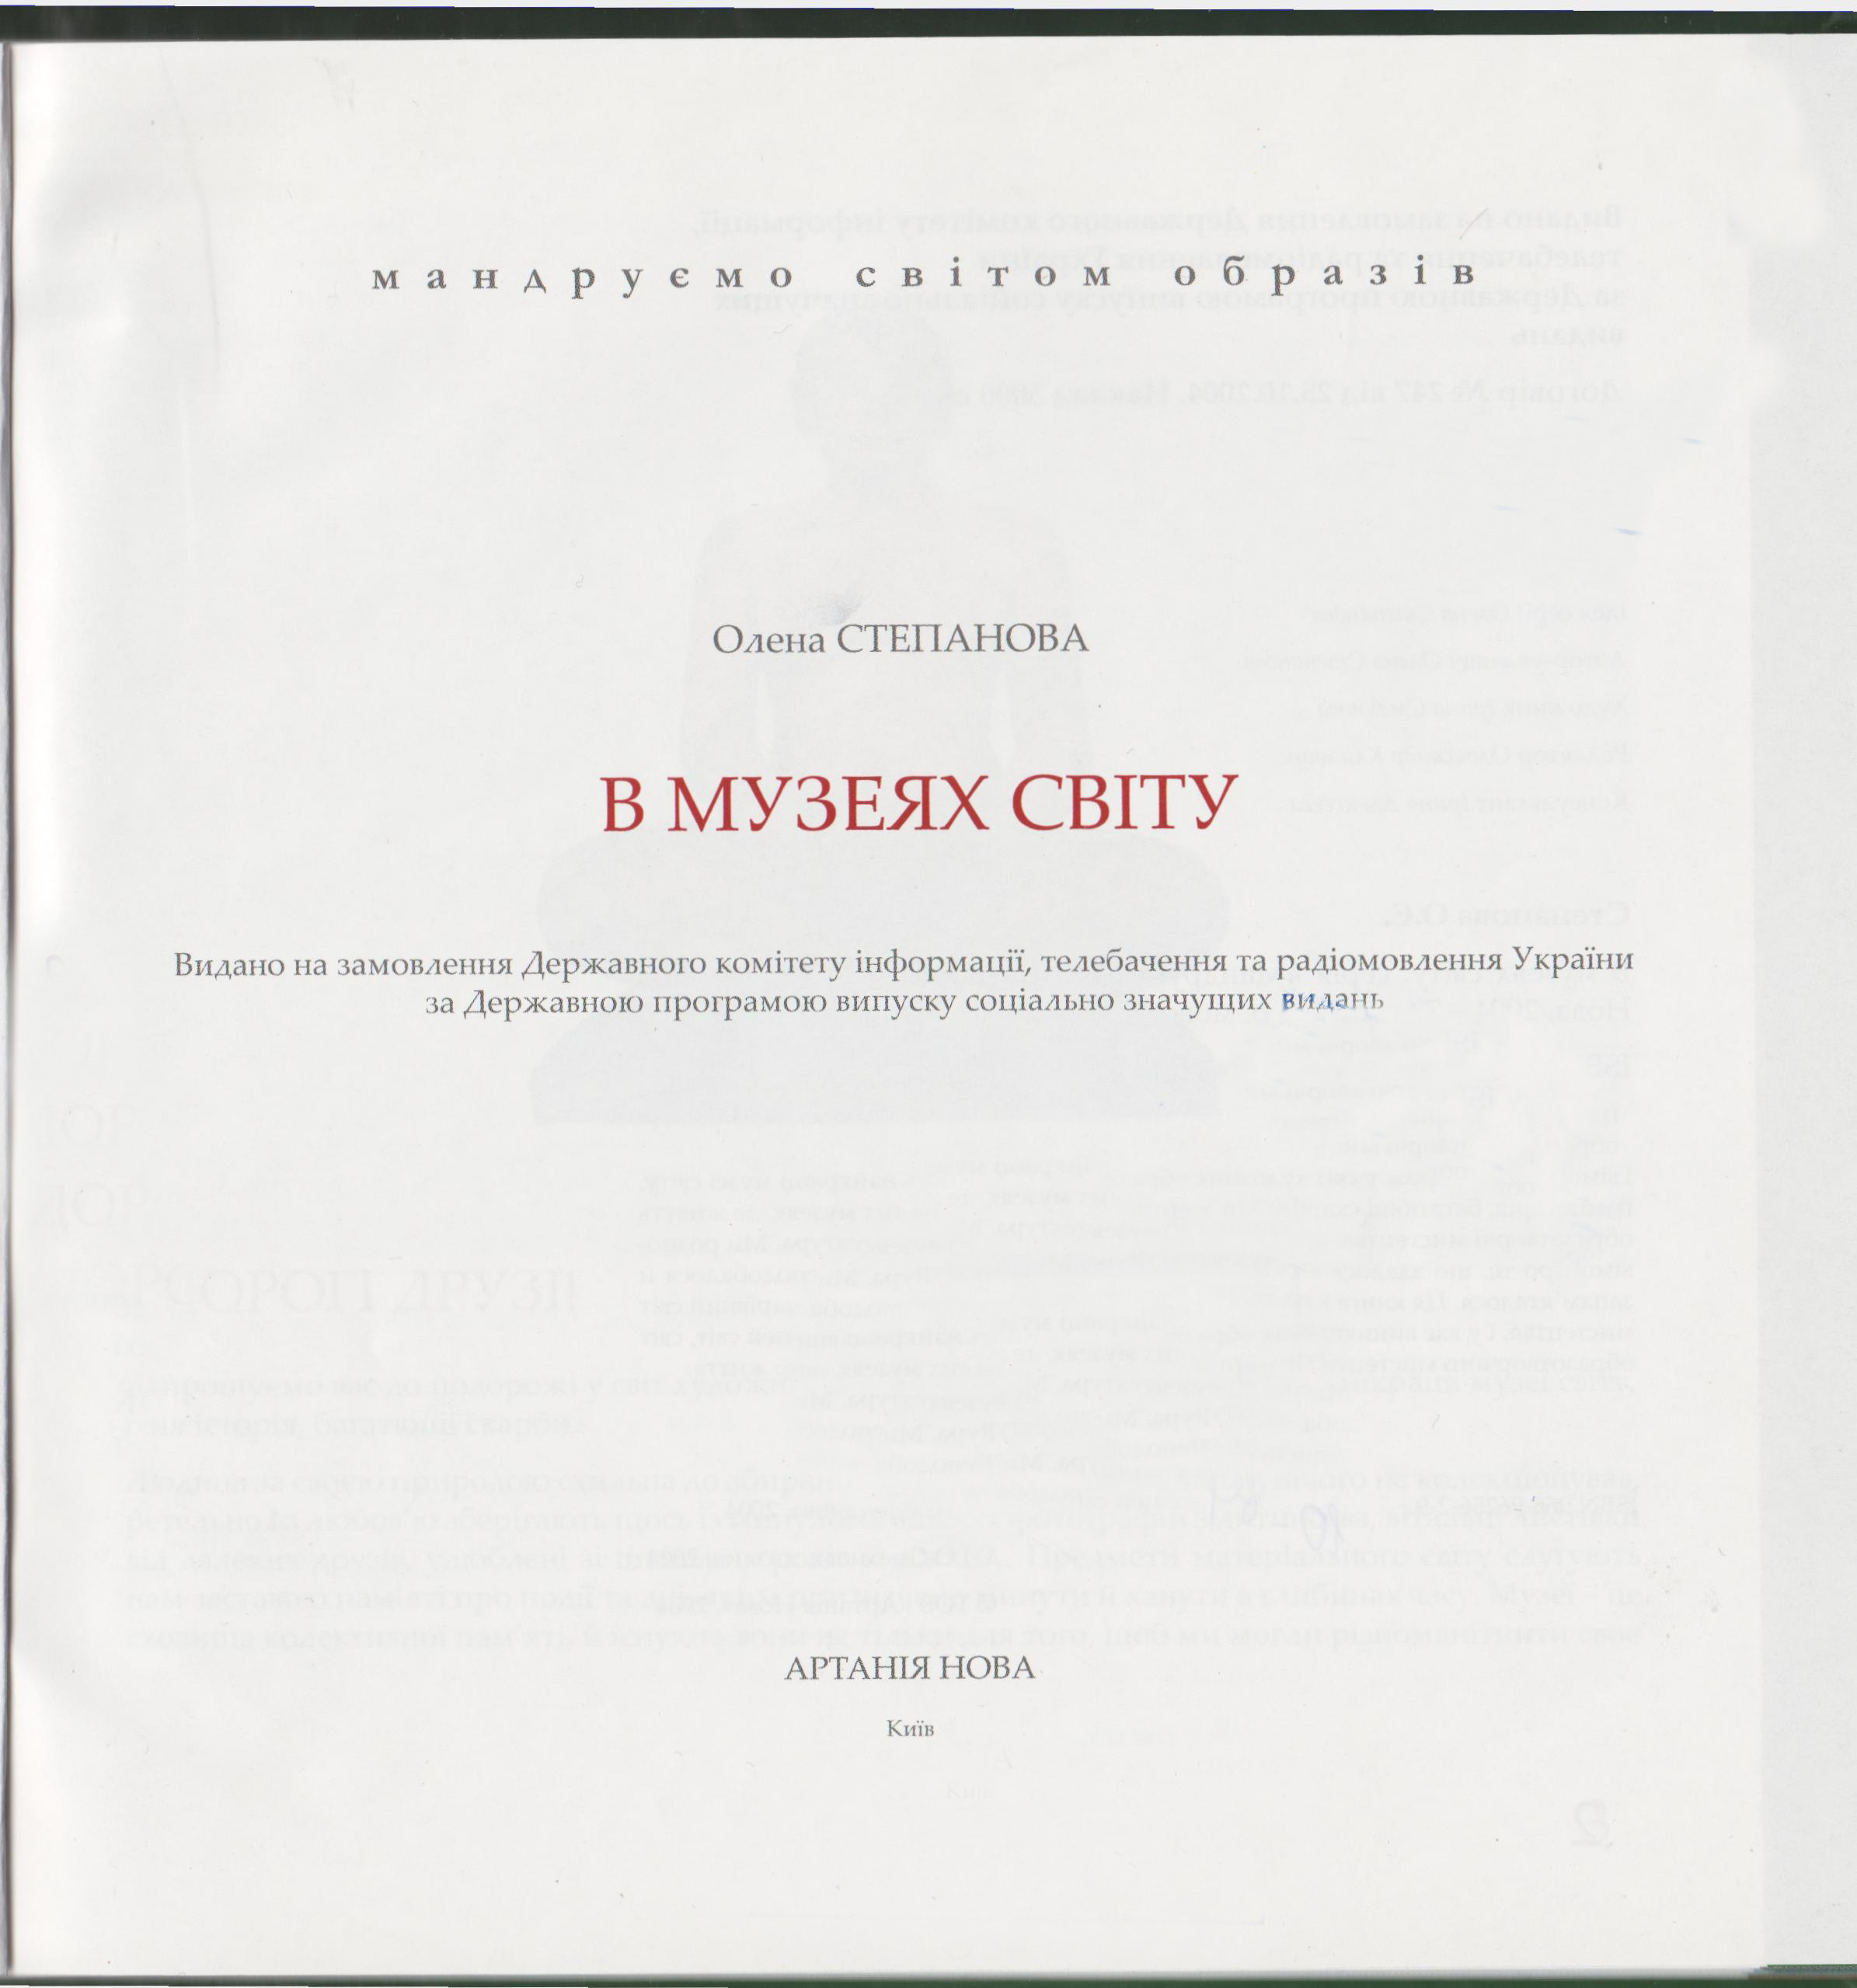 мандруємо світом образів
Олена СТЕПАНОВА
В МУЗЕЯХ СВІТУ
Видано на замовлення Державного комітету інформації, телебачення та радіомовлення України
за Державною програмою випуску соціально значущих видань
АРТАНІЯ НОВА
Київ